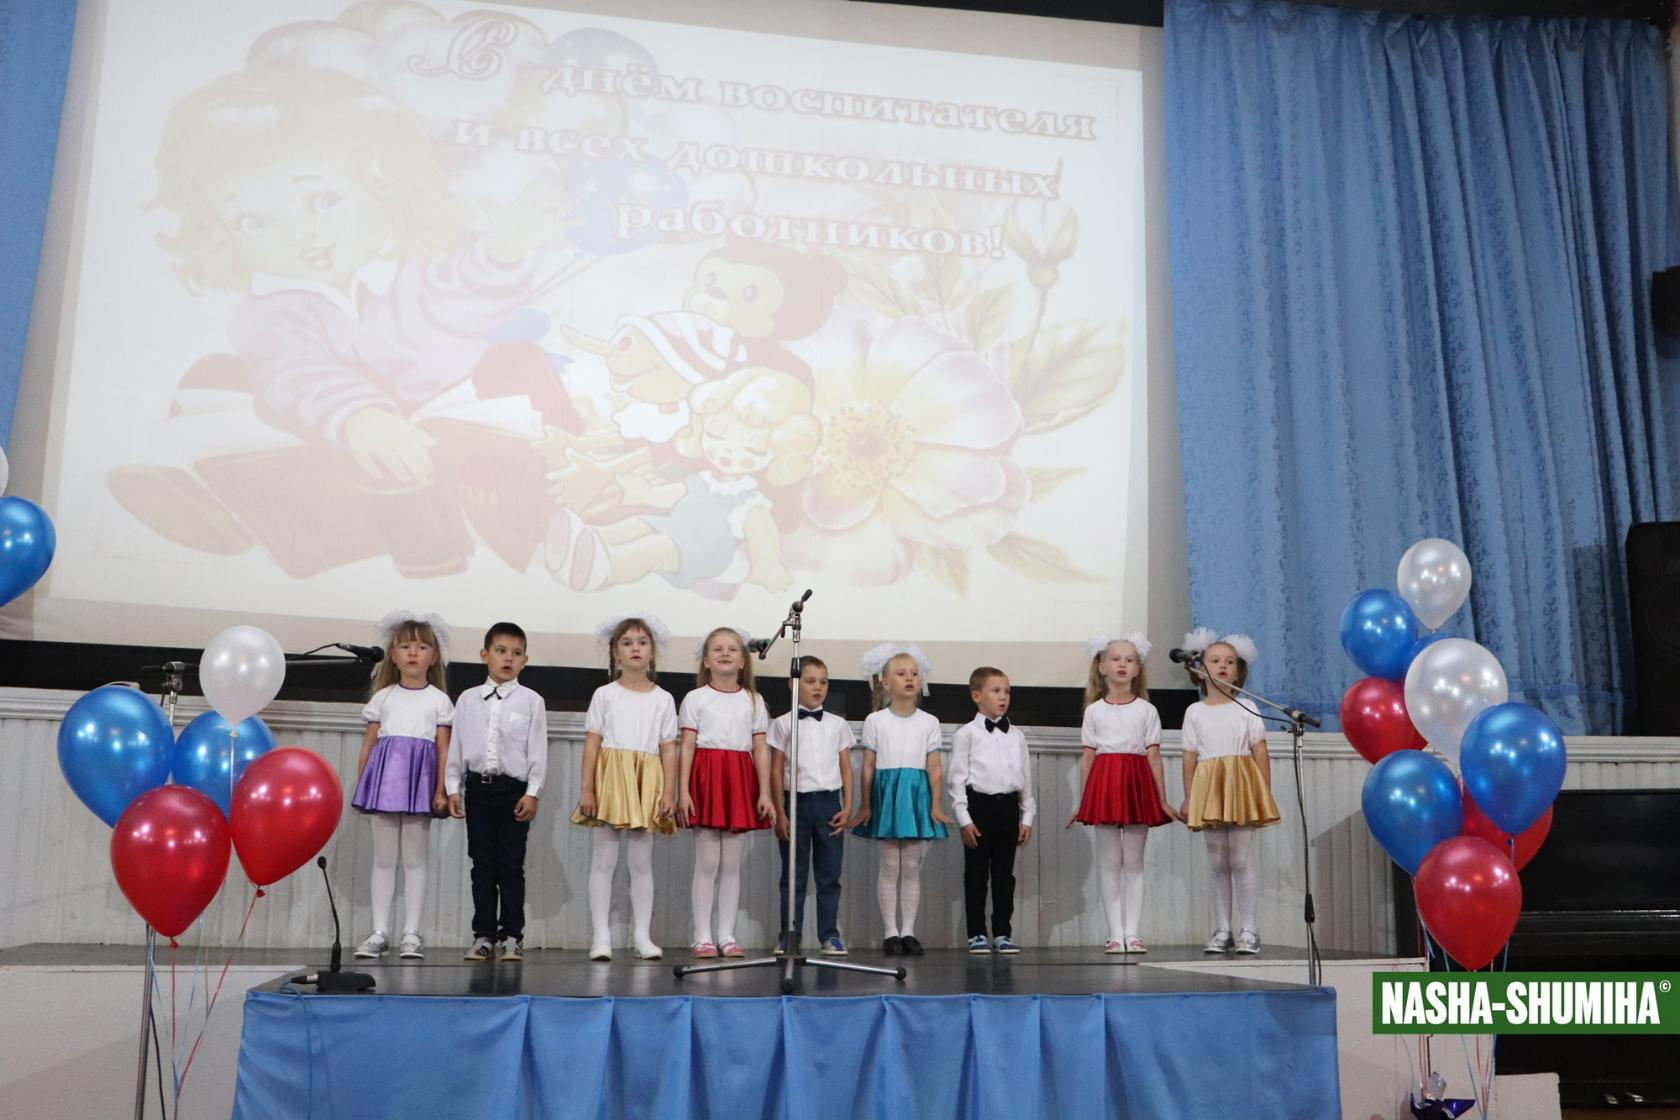 С днём воспитателя
и всех дошкольных
работников!
NASHA-SHUMIHA©